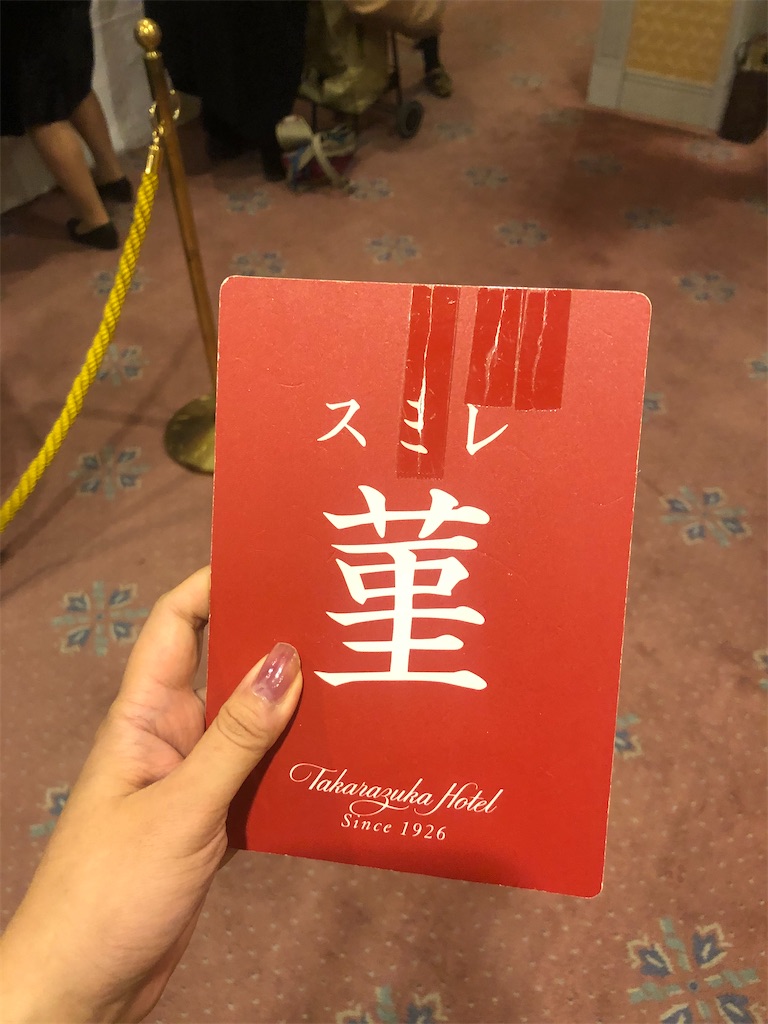 スミレ
菫
Takarazuka Hotel
Since 1926